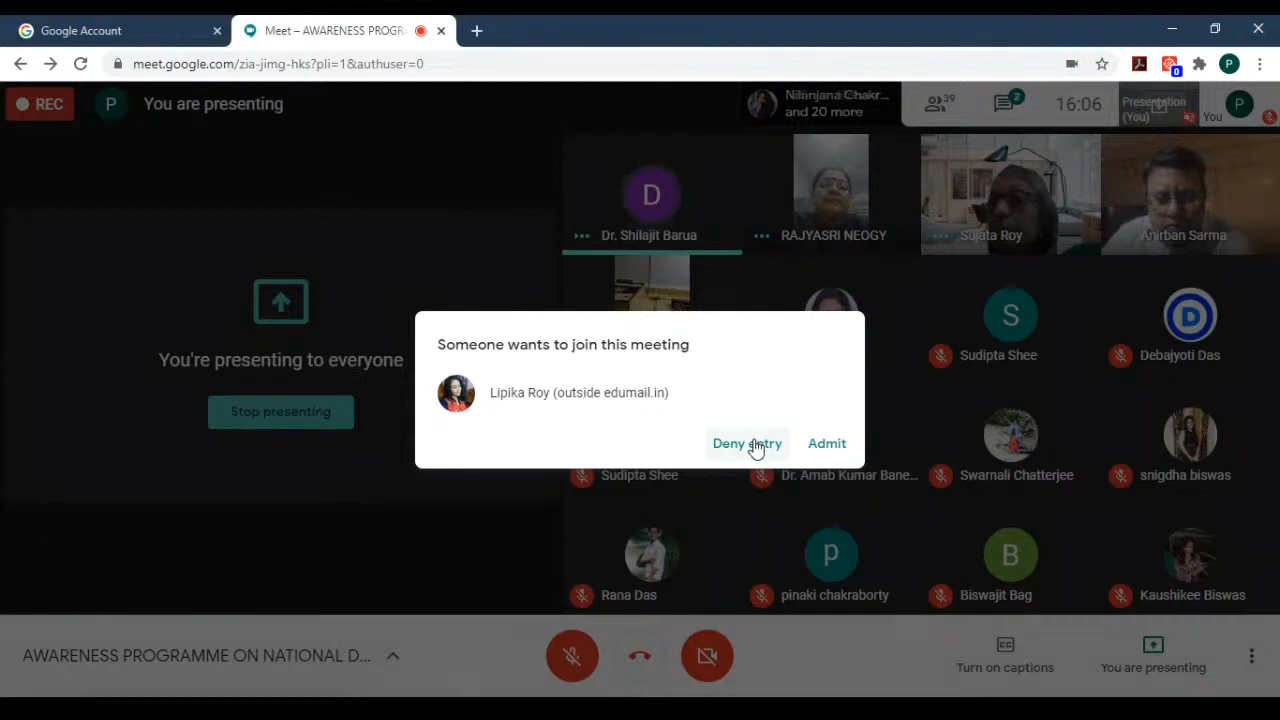 Google Account
Meet – AWARENESS PROGR
meet.google.com/zia-jimg-hks?pli=1&authuser=0
0
P
REC
P
You are presenting
Nilanjana Chakr...
and 20 more
39
2
16:06
Presentation
(You)
You
P
D
Dr. Shilajit Barua
RAJYASRI NEOGY
Sujata Roy
Anirban Sarma
You're presenting to everyone
Stop presenting
Someone wants to join this meeting
Lipika Roy (outside edumail.in)
Deny entry
Admit
S
Sudipta Shee
D
Debajyoti Das
Sudipta Shee
Dr. Arnab Kumar Bane...
Swarnali Chatterjee
snigdha biswas
p
B
Rana Das
pinaki chakraborty
Biswajit Bag
Kaushikee Biswas
AWARENESS PROGRAMME ON NATIONAL D...
CC
Turn on captions
You are presenting